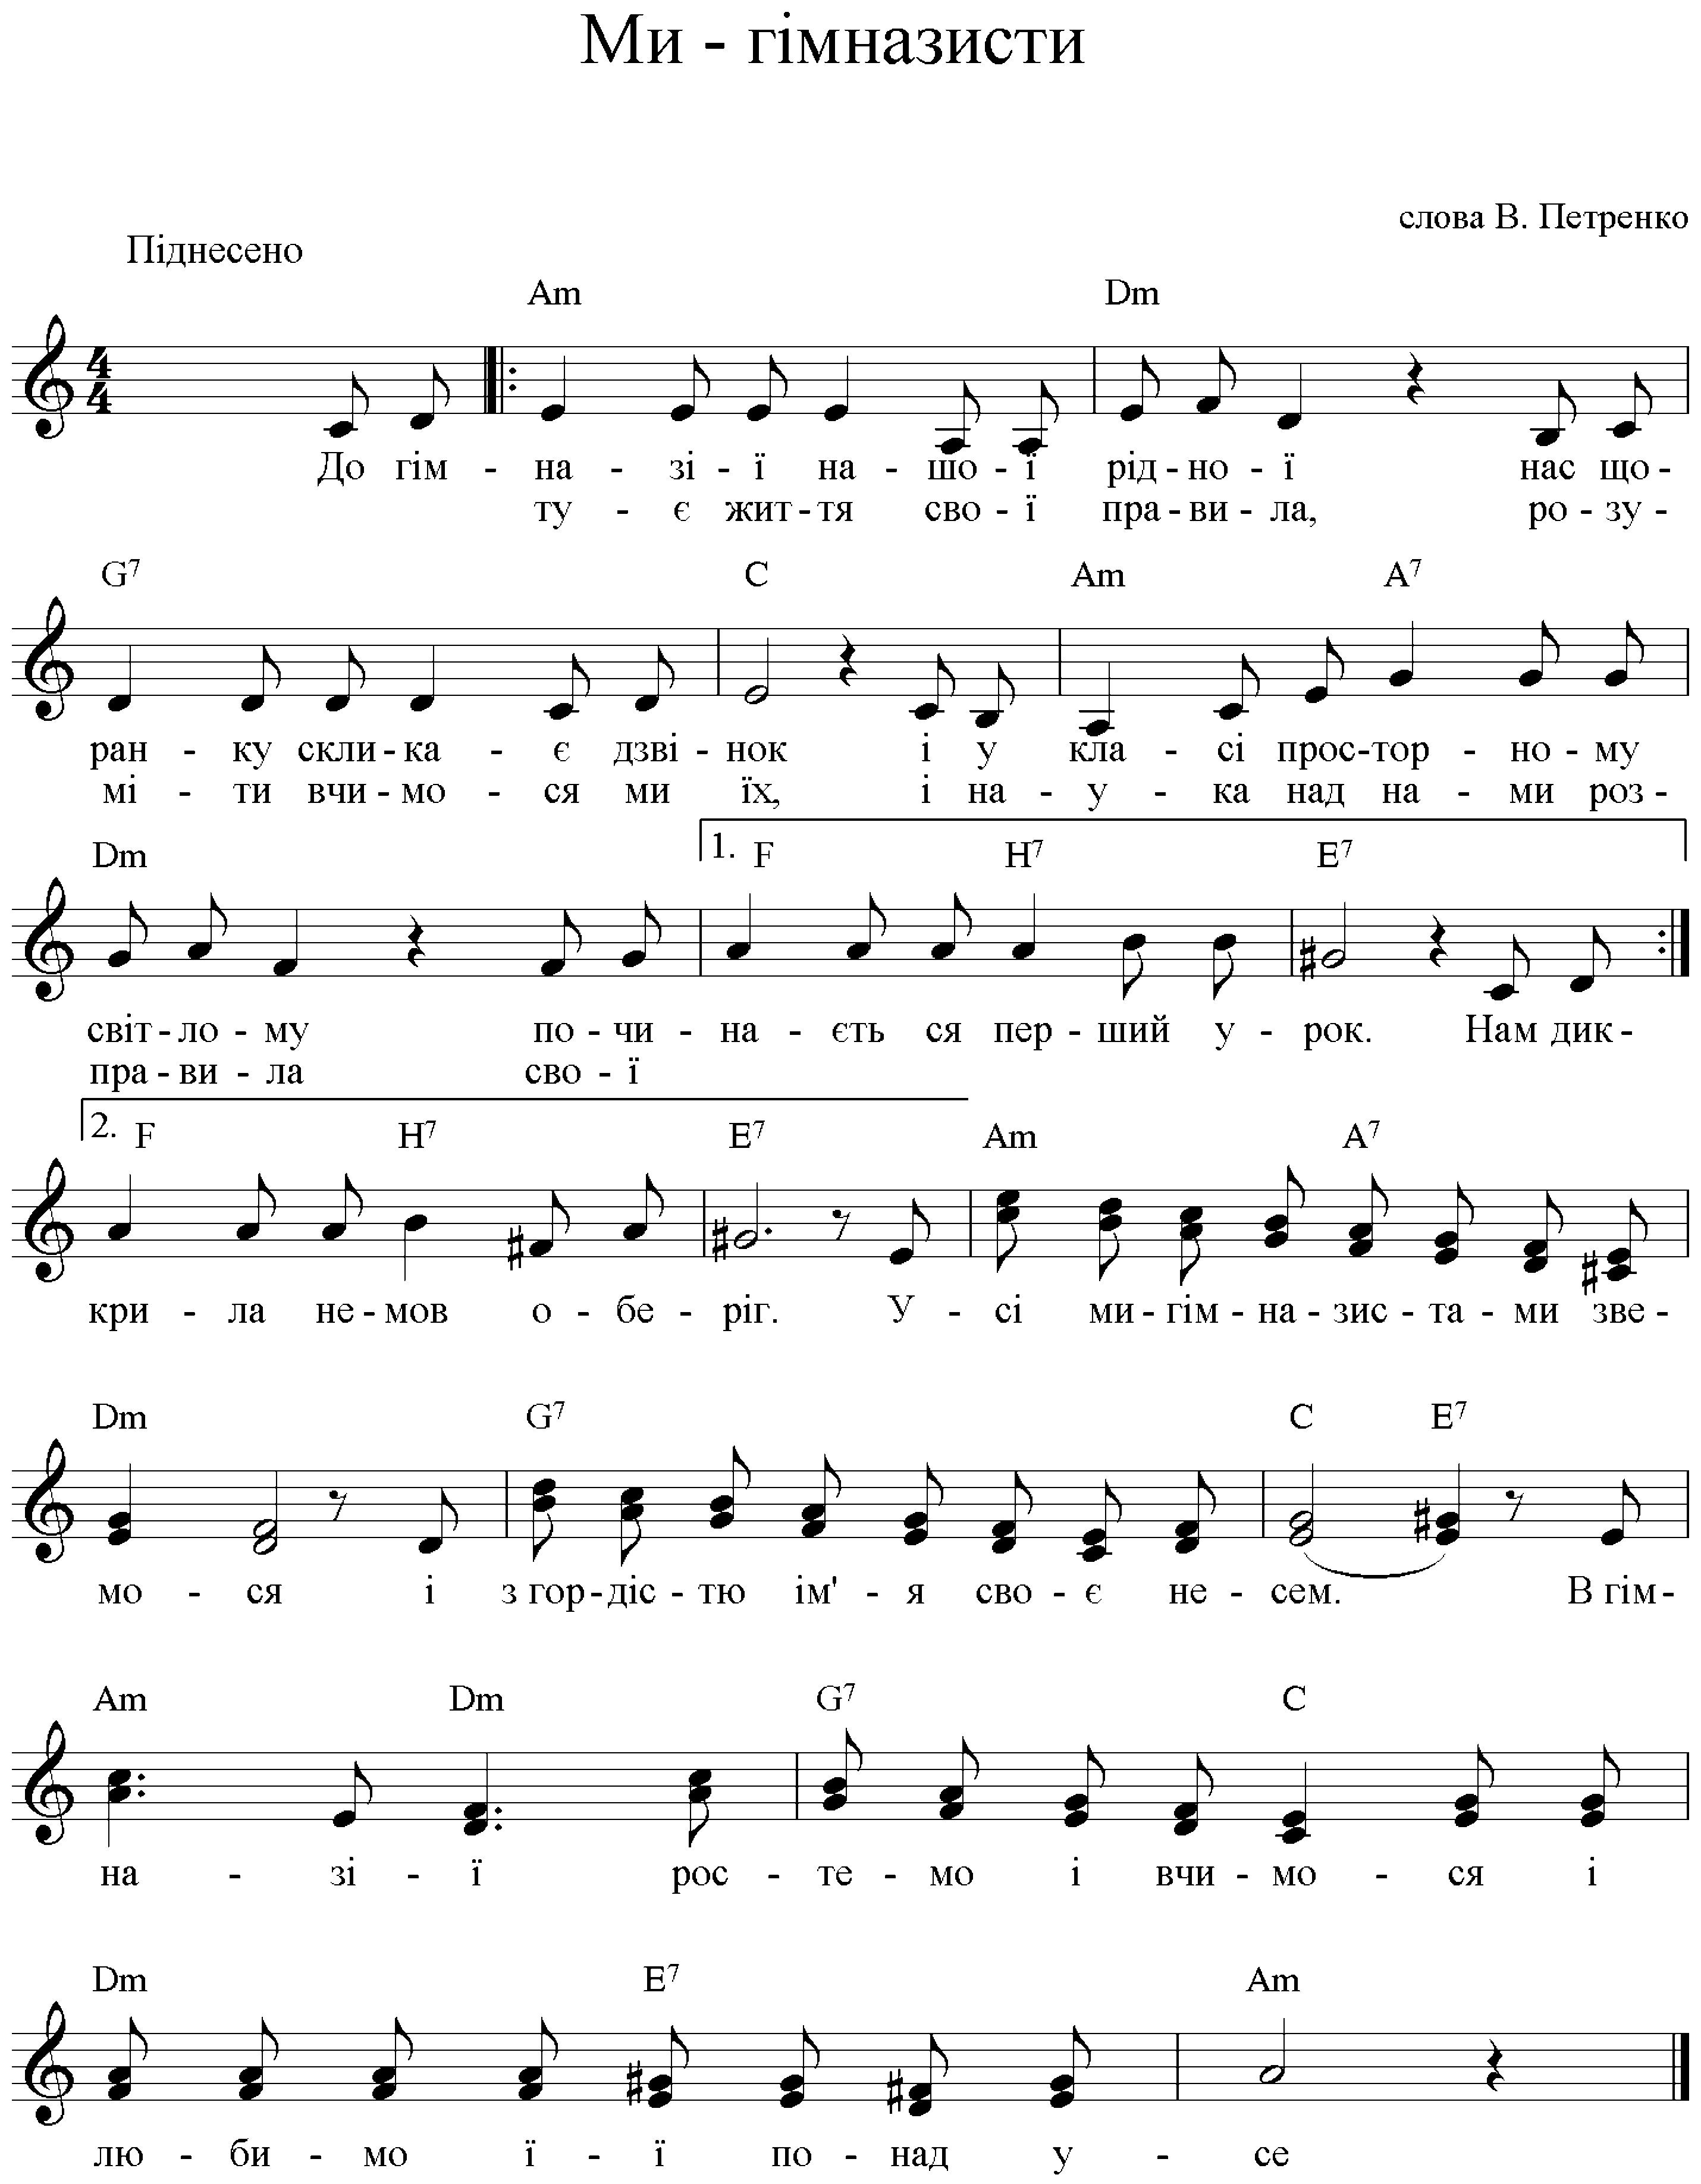 Ми - гімназисти
слова В. Петренко
Піднесено
Am Dm
4
4
До гім - на - зі - ї на - шо - ї рід - но - ї нас що -
ту - є жит - тя сво - ї пра - ви - ла, ро - зу -
G7 C Am A7
ран - ку скли - ка - є дзві - нок і у кла - сі прос - тор - но - му
мі - ти вчи - мо - ся ми їх, і на - у - ка над на - ми роз -
Dm 1. F H7 E7
світ - ло - му по - чи - на - єть ся пер - ший у - рок. Нам дик -
пра - ви - ла сво - ї
2. F H7 E7 Am A7
кри - ла не - мов о - бе - ріг. У - сі ми - гім - на - зис - та - ми зве -
Dm G7 C E7
мо - ся і з гор - діс - тю ім' - я сво - є не - сем. В гім -
Am Dm G7 C
на - зі - ї рос - те - мо і вчи - мо - ся і
Dm E7 Am
лю - би - мо ї - ї по - над у - се